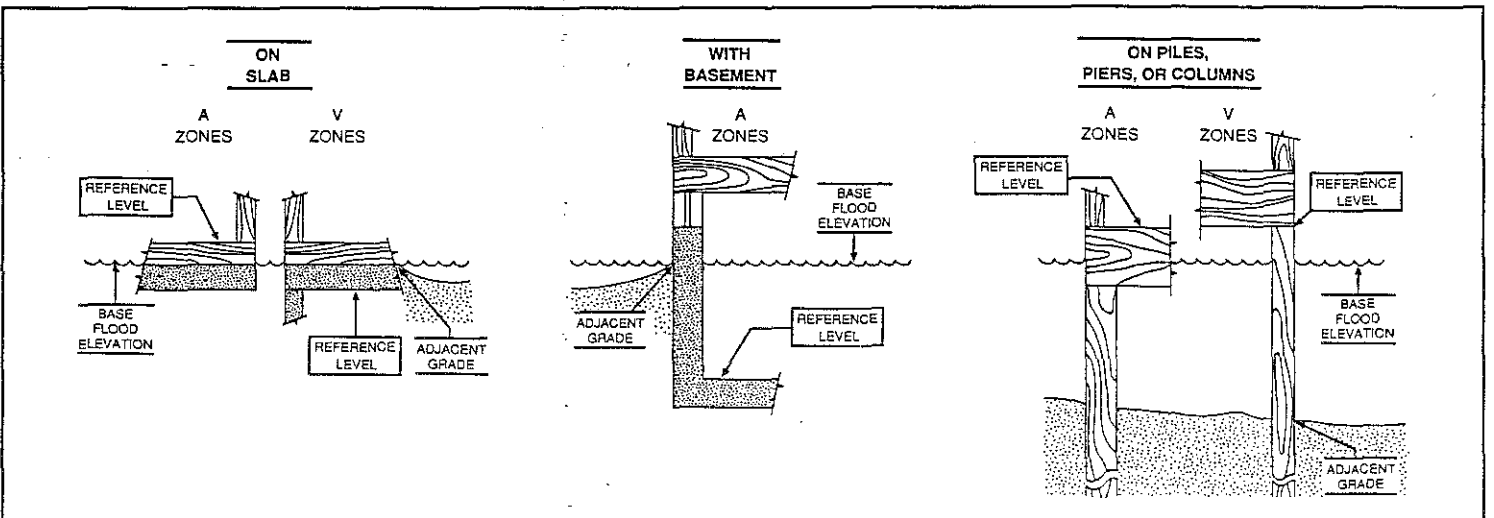 ON
SLAB
A
ZONES
V
ZONES
REFERENCE
LEVEL
BASE
FLOOD
ELEVATION
REFERENCE
LEVEL
ADJACENT
GRADE
WITH
BASEMENT
A
ZONES
BASE
FLOOD
ELEVATION
ADJACENT
GRADE
REFERENCE
LEVEL
ON PILES,
PIERS, OR COLUMNS
A
ZONES
V
ZONES
REFERENCE
LEVEL
REFERENCE
LEVEL
BASE
FLOOD
ELEVATION
ADJACENT
GRADE